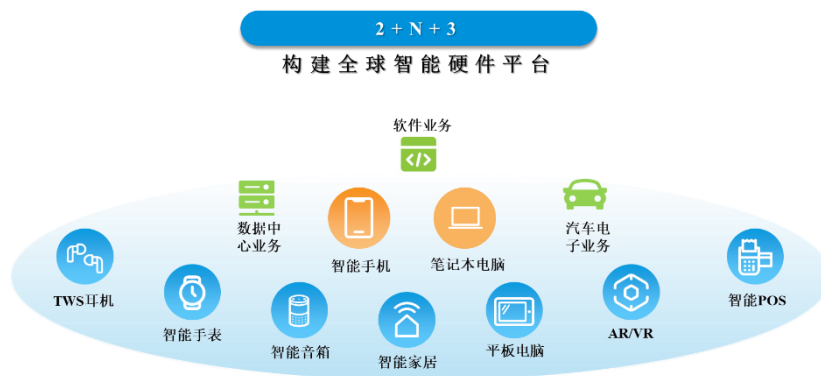 2 + N + 3
构建全球智能硬件平台
软件业务
</>
数据中
心业务
智能手机
笔记本电脑
汽车电
子业务
TWS耳机
智能手表
智能音箱
智能家居
平板电脑
AR/VR
智能POS